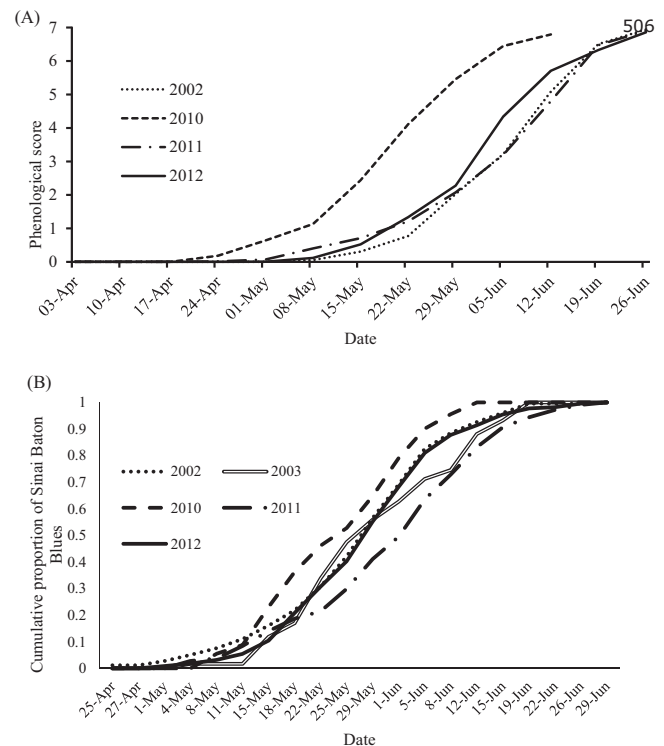 (A)
506
7
6
5
4
3
2
1
0
Phenological score
2002
2010
2011
2012
03-Apr
10-Apr
17-Apr
24-Apr
01-May
08-May
15-May
22-May
29-May
05-Jun
12-Jun
19-Jun
26-Jun
Date
(B)
1
0.9
0.8
0.7
0.6
0.5
0.4
0.3
0.2
0.1
0
Cumulative proportion of Sinai Baton
Blues
2002
2003
2010
2011
2012
25-Apr
27-Apr
1-May
4-May
8-May
11-May
15-May
18-May
22-May
25-May
29-May
1-Jun
5-Jun
8-Jun
12-Jun
15-Jun
19-Jun
22-Jun
26-Jun
29-Jun
Date